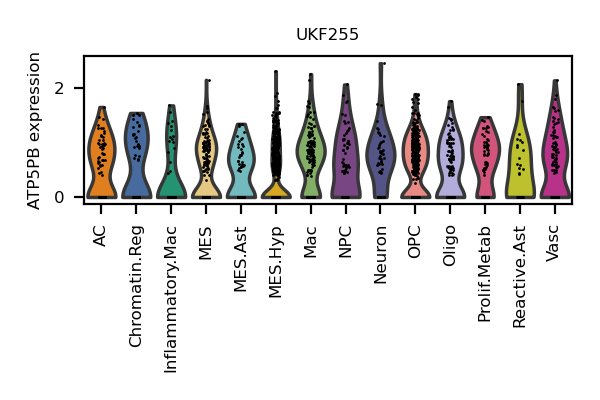 UKF255
ATP5PB expression
2
0
AC
Chromatin.Reg
Inflammatory.Mac
MES
MES.Ast
MES.Hyp
Mac
NPC
Neuron
OPC
Oligo
Prolif.Metab
Reactive.Ast
Vasc